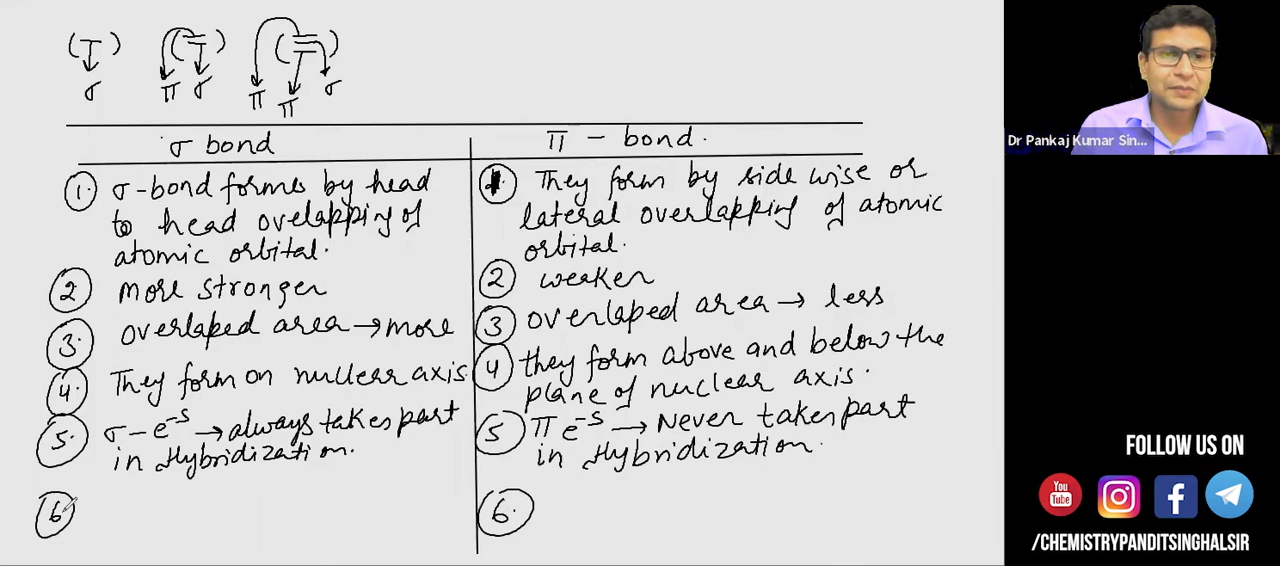 (—) (=) (≡)
σ π σ π π σ
σ bond π - bond.
1. σ-bond formes by head
to head ovelapping of
atomic orbital.
2 more stronger
3. overlaped area → more
4. They form on nuclear axis.
5. σ-e⁻s → always takes part
in Hybridization.
6.
1. They form by side wise or
lateral overlapping of atomic
orbital.
2 weaker
3 overlaped area → less
4 they form above and below the
plane of nuclear axis.
5 π e⁻s → Never takes part
in Hybridization.
6.
Dr Pankaj Kumar Sin...
FOLLOW US ON
You
Tube
/CHEMISTRYPANDITSINGHALSIR